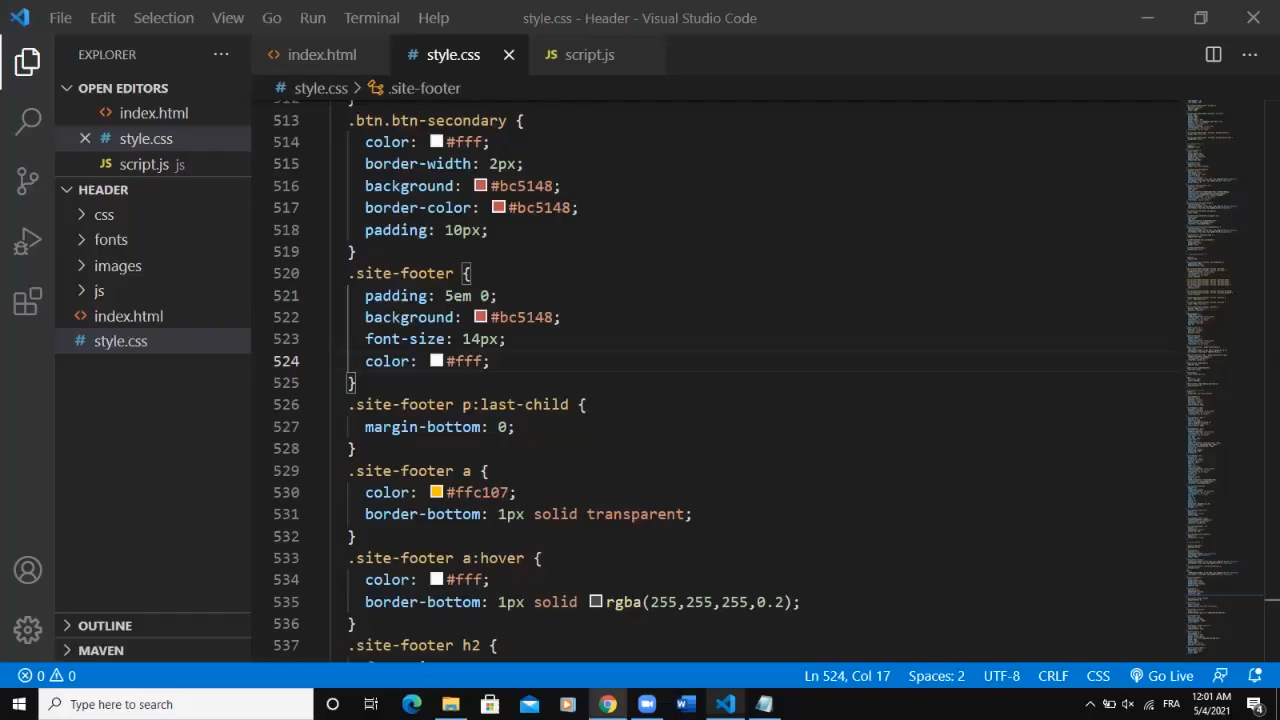 File Edit Selection View Go Run Terminal Help style.css - Header - Visual Studio Code
EXPLORER
OPEN EDITORS
index.html
style.css
script.js js
HEADER
css
fonts
images
js
index.html
style.css
OUTLINE
MAVEN
index.html style.css script.js
style.css > .site-footer
513 .btn.btn-secondary {
514 color: #fff;
515 border-width: 2px;
516 background: #bc5148;
517 border-color: #bc5148;
518 padding: 10px;
519 }
520 .site-footer {
521 padding: 5em 0;
522 background: #bc5148;
523 font-size: 14px;
524 color: #fff;
525 }
526 .site-footer p:last-child {
527 margin-bottom: 0;
528 }
529 .site-footer a {
530 color: #ffc107;
531 border-bottom: 1px solid transparent;
532 }
533 .site-footer a:hover {
534 color: #fff;
535 border-bottom: 1px solid rgba(255,255,255,0.2);
536 }
537 .site-footer h2 {
0 0 Ln 524, Col 17 Spaces: 2 UTF-8 CRLF CSS Go Live
Type here to search
FRA
12:01 AM
5/4/2021
4